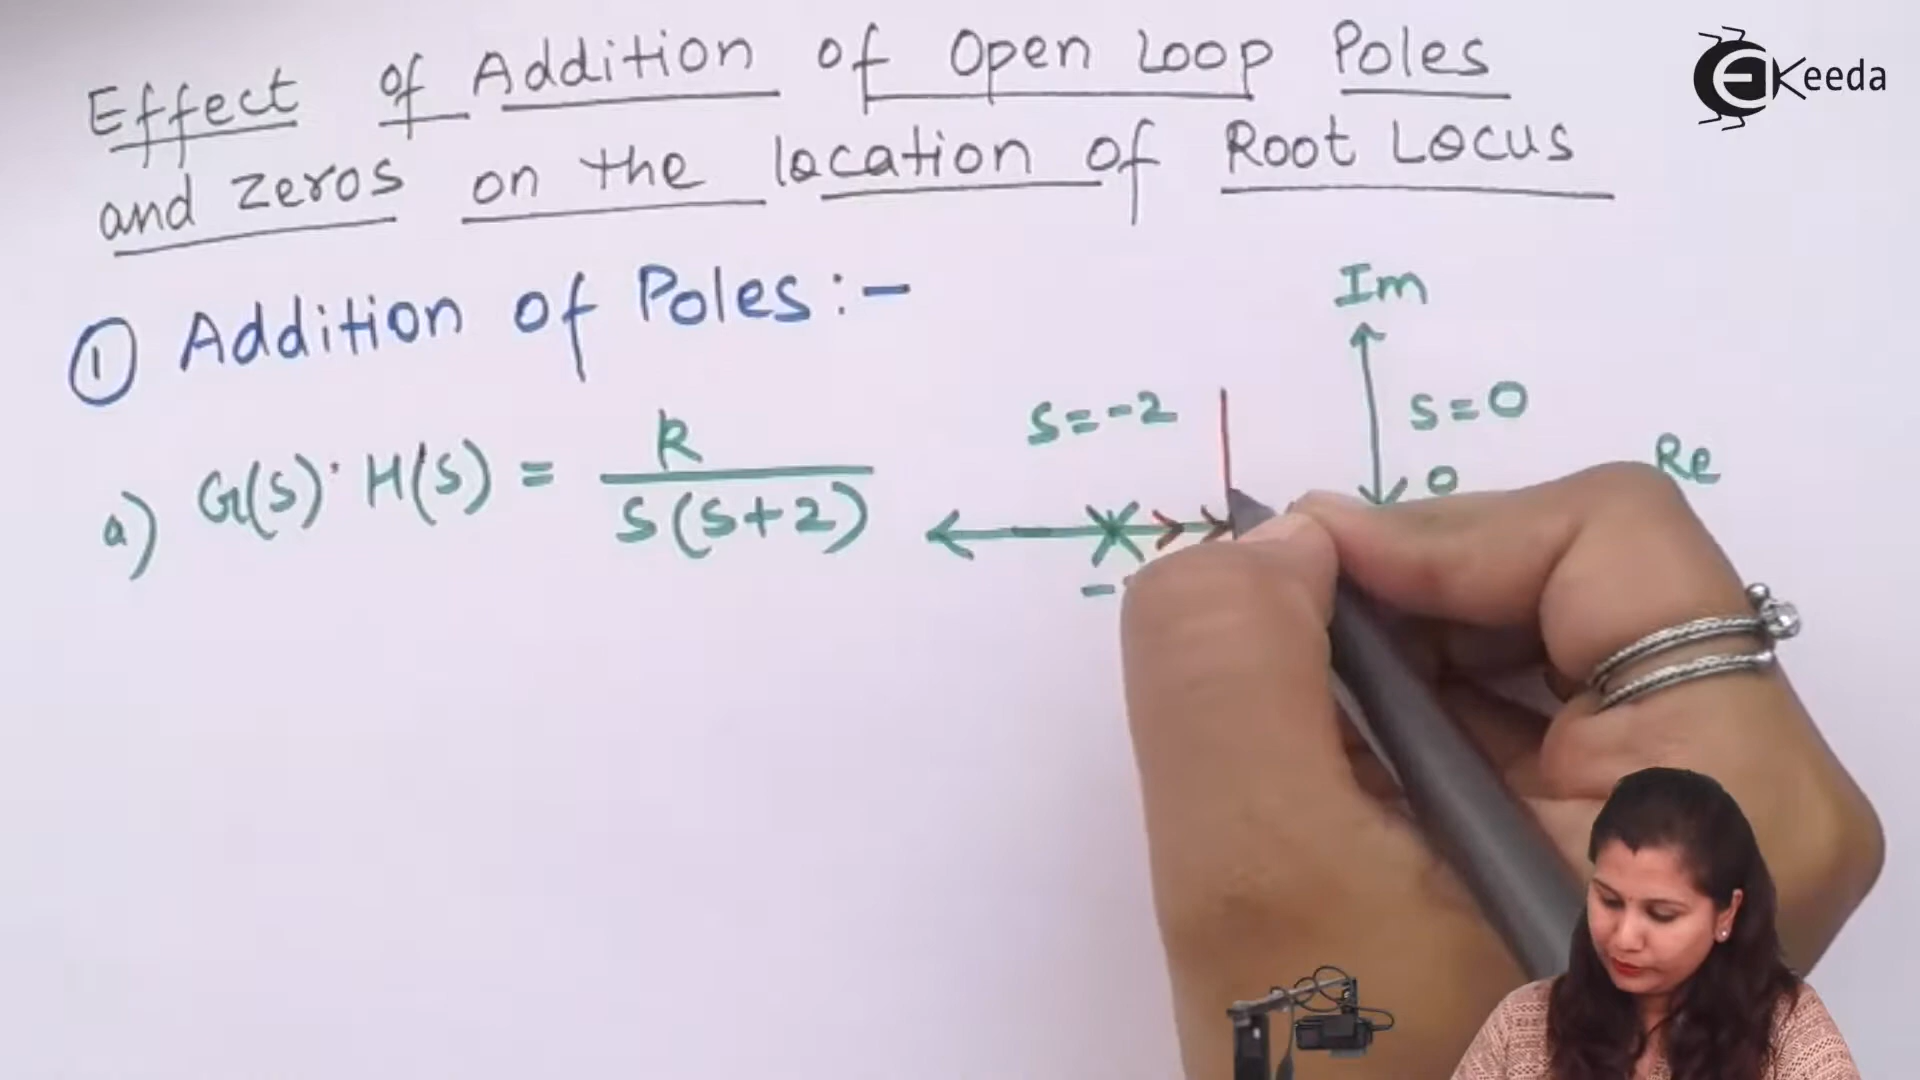 Effect of Addition of Open Loop Poles
and zeros on the location of Root Locus
EKeeda
① Addition of Poles :-
Im
a) G(s) · H(s) = K / s(s+2)
s=-2
s=0
0
Re